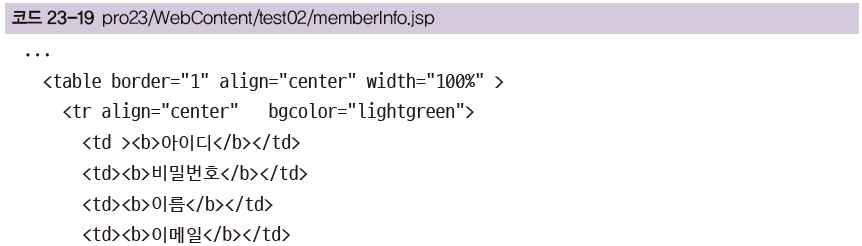 코드 23-19 pro23/WebContent/test02/memberInfo.jsp
...
<table border="1" align="center" width="100%" >
<tr align="center"   bgcolor="lightgreen">
<td ><b>아이디</b></td>
<td><b>비밀번호</b></td>
<td><b>이름</b></td>
<td><b>이메일</b></td>